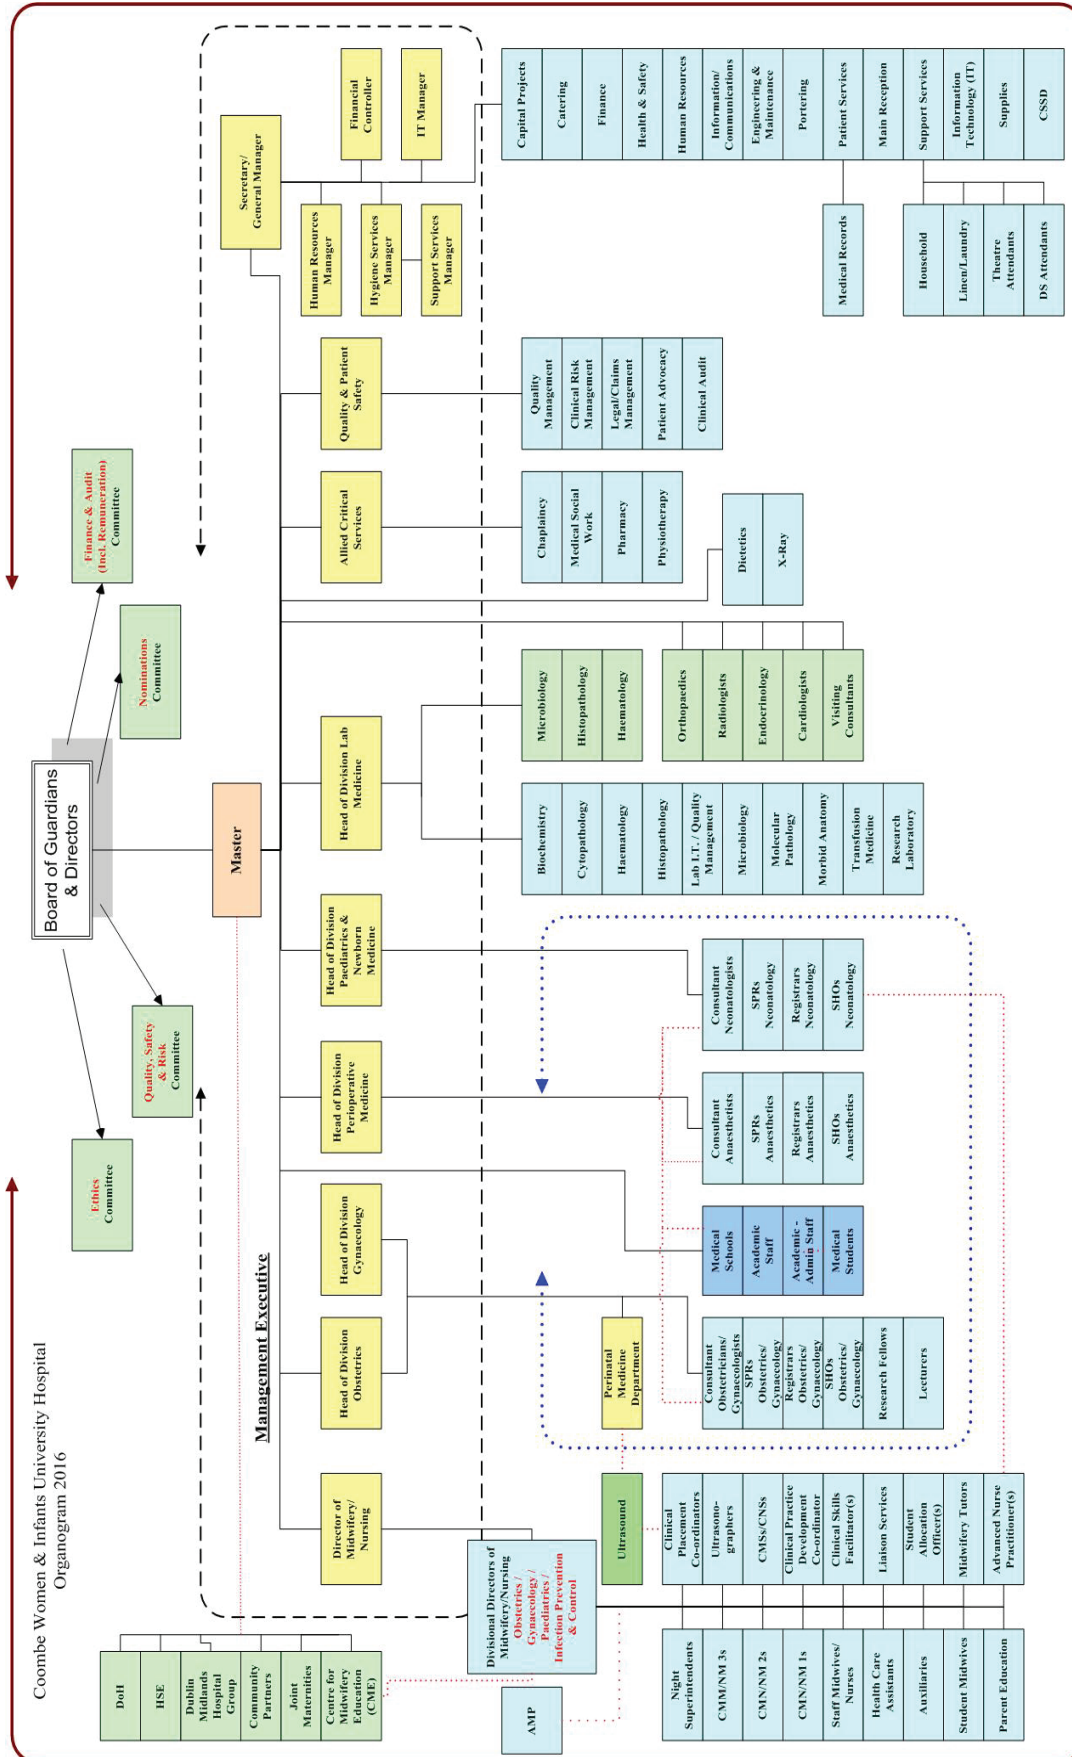 Coombe Women & Infants University Hospital
Organogram 2016
Board of Guardians
& Directors
Ethics
Committee
Quality, Safety
& Risk
Committee
Nominations
Committee
Finance & Audit
(Incl. Remuneration)
Committee
DoH
HSE
Dublin
Midlands
Hospital
Group
Community
Partners
Joint
Maternities
Centre for
Midwifery
Education
(CME)
Master
Management Executive
Secretary/
General Manager
Director of
Midwifery/
Nursing
Head of Division
Obstetrics
Head of Division
Gynaecology
Head of Division
Perioperative
Medicine
Head of Division
Paediatrics &
Newborn
Medicine
Head of Division Lab
Medicine
Allied Critical
Services
Quality & Patient
Safety
Human Resources
Manager
Hygiene Services
Manager
Support Services
Manager
Financial
Controller
IT Manager
Divisional Directors of
Midwifery/Nursing
Obstetrics /
Gynaecology /
Paediatrics /
Infection Prevention
& Control
AMP
Ultrasound
Perinatal
Medicine
Department
Night
Superintendents
CMM/NM 3s
CMN/NM 2s
CMN/NM 1s
Staff Midwives/
Nurses
Health Care
Assistants
Auxiliaries
Student Midwives
Parent Education
Clinical
Placement
Co-ordinators
Ultrasono-
graphers
CMSs/CNSs
Clinical Practice
Development
Co-ordinator
Clinical Skills
Facilitator(s)
Liaison Services
Student
Allocation
Officer(s)
Midwifery Tutors
Advanced Nurse
Practitioner(s)
Consultant
Obstetricians/
Gynaecologists
SPRs
Obstetrics/
Gynaecology
Registrars
Obstetrics/
Gynaecology
SHOs
Obstetrics/
Gynaecology
Research Fellows
Lecturers
Medical
Schools
Academic
Staff
Academic -
Admin Staff
Medical
Students
Consultant
Anaesthetists
SPRs
Anaesthetics
Registrars
Anaesthetics
SHOs
Anaesthetics
Consultant
Neonatologists
SPRs
Neonatology
Registrars
Neonatology
SHOs
Neonatology
Biochemistry
Cytopathology
Haematology
Histopathology
Lab I.T. / Quality
Management
Microbiology
Molecular
Pathology
Morbid Anatomy
Transfusion
Medicine
Research
Laboratory
Microbiology
Histopathology
Haematology
Orthopaedics
Radiologists
Endocrinology
Cardiologists
Visiting
Consultants
Chaplaincy
Medical Social
Work
Pharmacy
Physiotherapy
Dietetics
X-Ray
Quality
Management
Clinical Risk
Management
Legal/Claims
Management
Patient Advocacy
Clinical Audit
Capital Projects
Catering
Finance
Health & Safety
Human Resources
Information/
Communications
Engineering &
Maintenance
Portering
Patient Services
Main Reception
Support Services
Information
Technology (IT)
Supplies
CSSD
Medical Records
Household
Linen/Laundry
Theatre
Attendants
DS Attendants